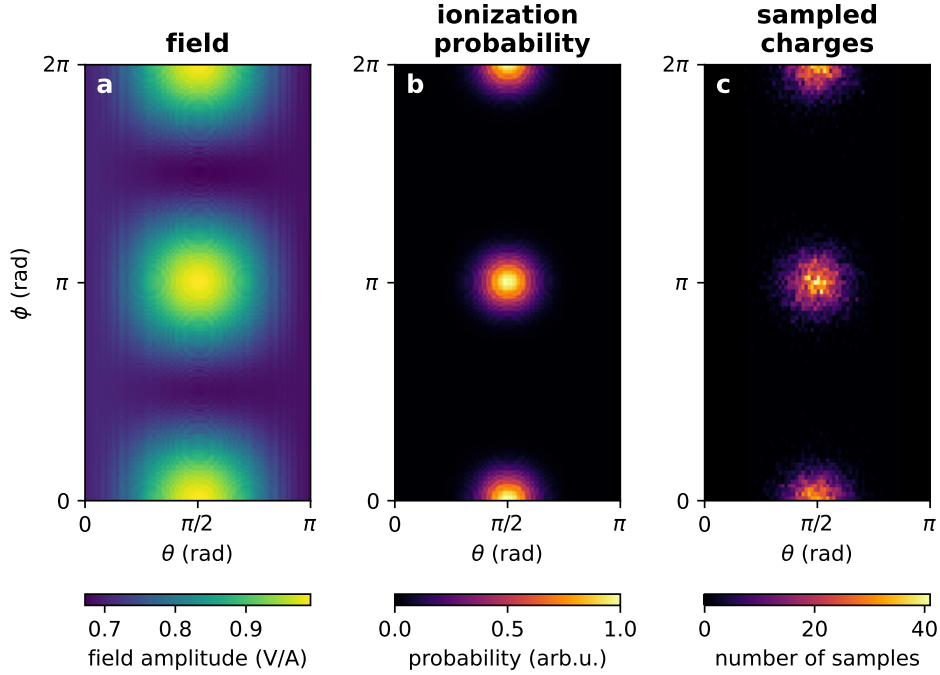 field
ionization
probability
sampled
charges
a
b
c
2π
π
0
ϕ (rad)
0
π/2
π
θ (rad)
2π
π
0
0
π/2
π
θ (rad)
2π
π
0
0
π/2
π
θ (rad)
0.7
0.8
0.9
field amplitude (V/A)
0.0
0.5
1.0
probability (arb.u.)
0
20
40
number of samples